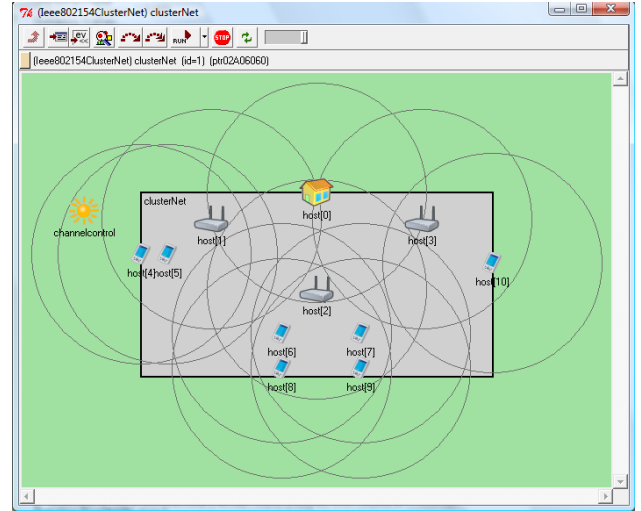 (Ieee802154ClusterNet) clusterNet
RUN
STOP
(Ieee802154ClusterNet) clusterNet (id=1) (ptr02A06060)
clusterNet
channelcontrol
host[0]
host[1]
host[3]
host[4]
host[5]
host[10]
host[2]
host[6]
host[7]
host[8]
host[9]